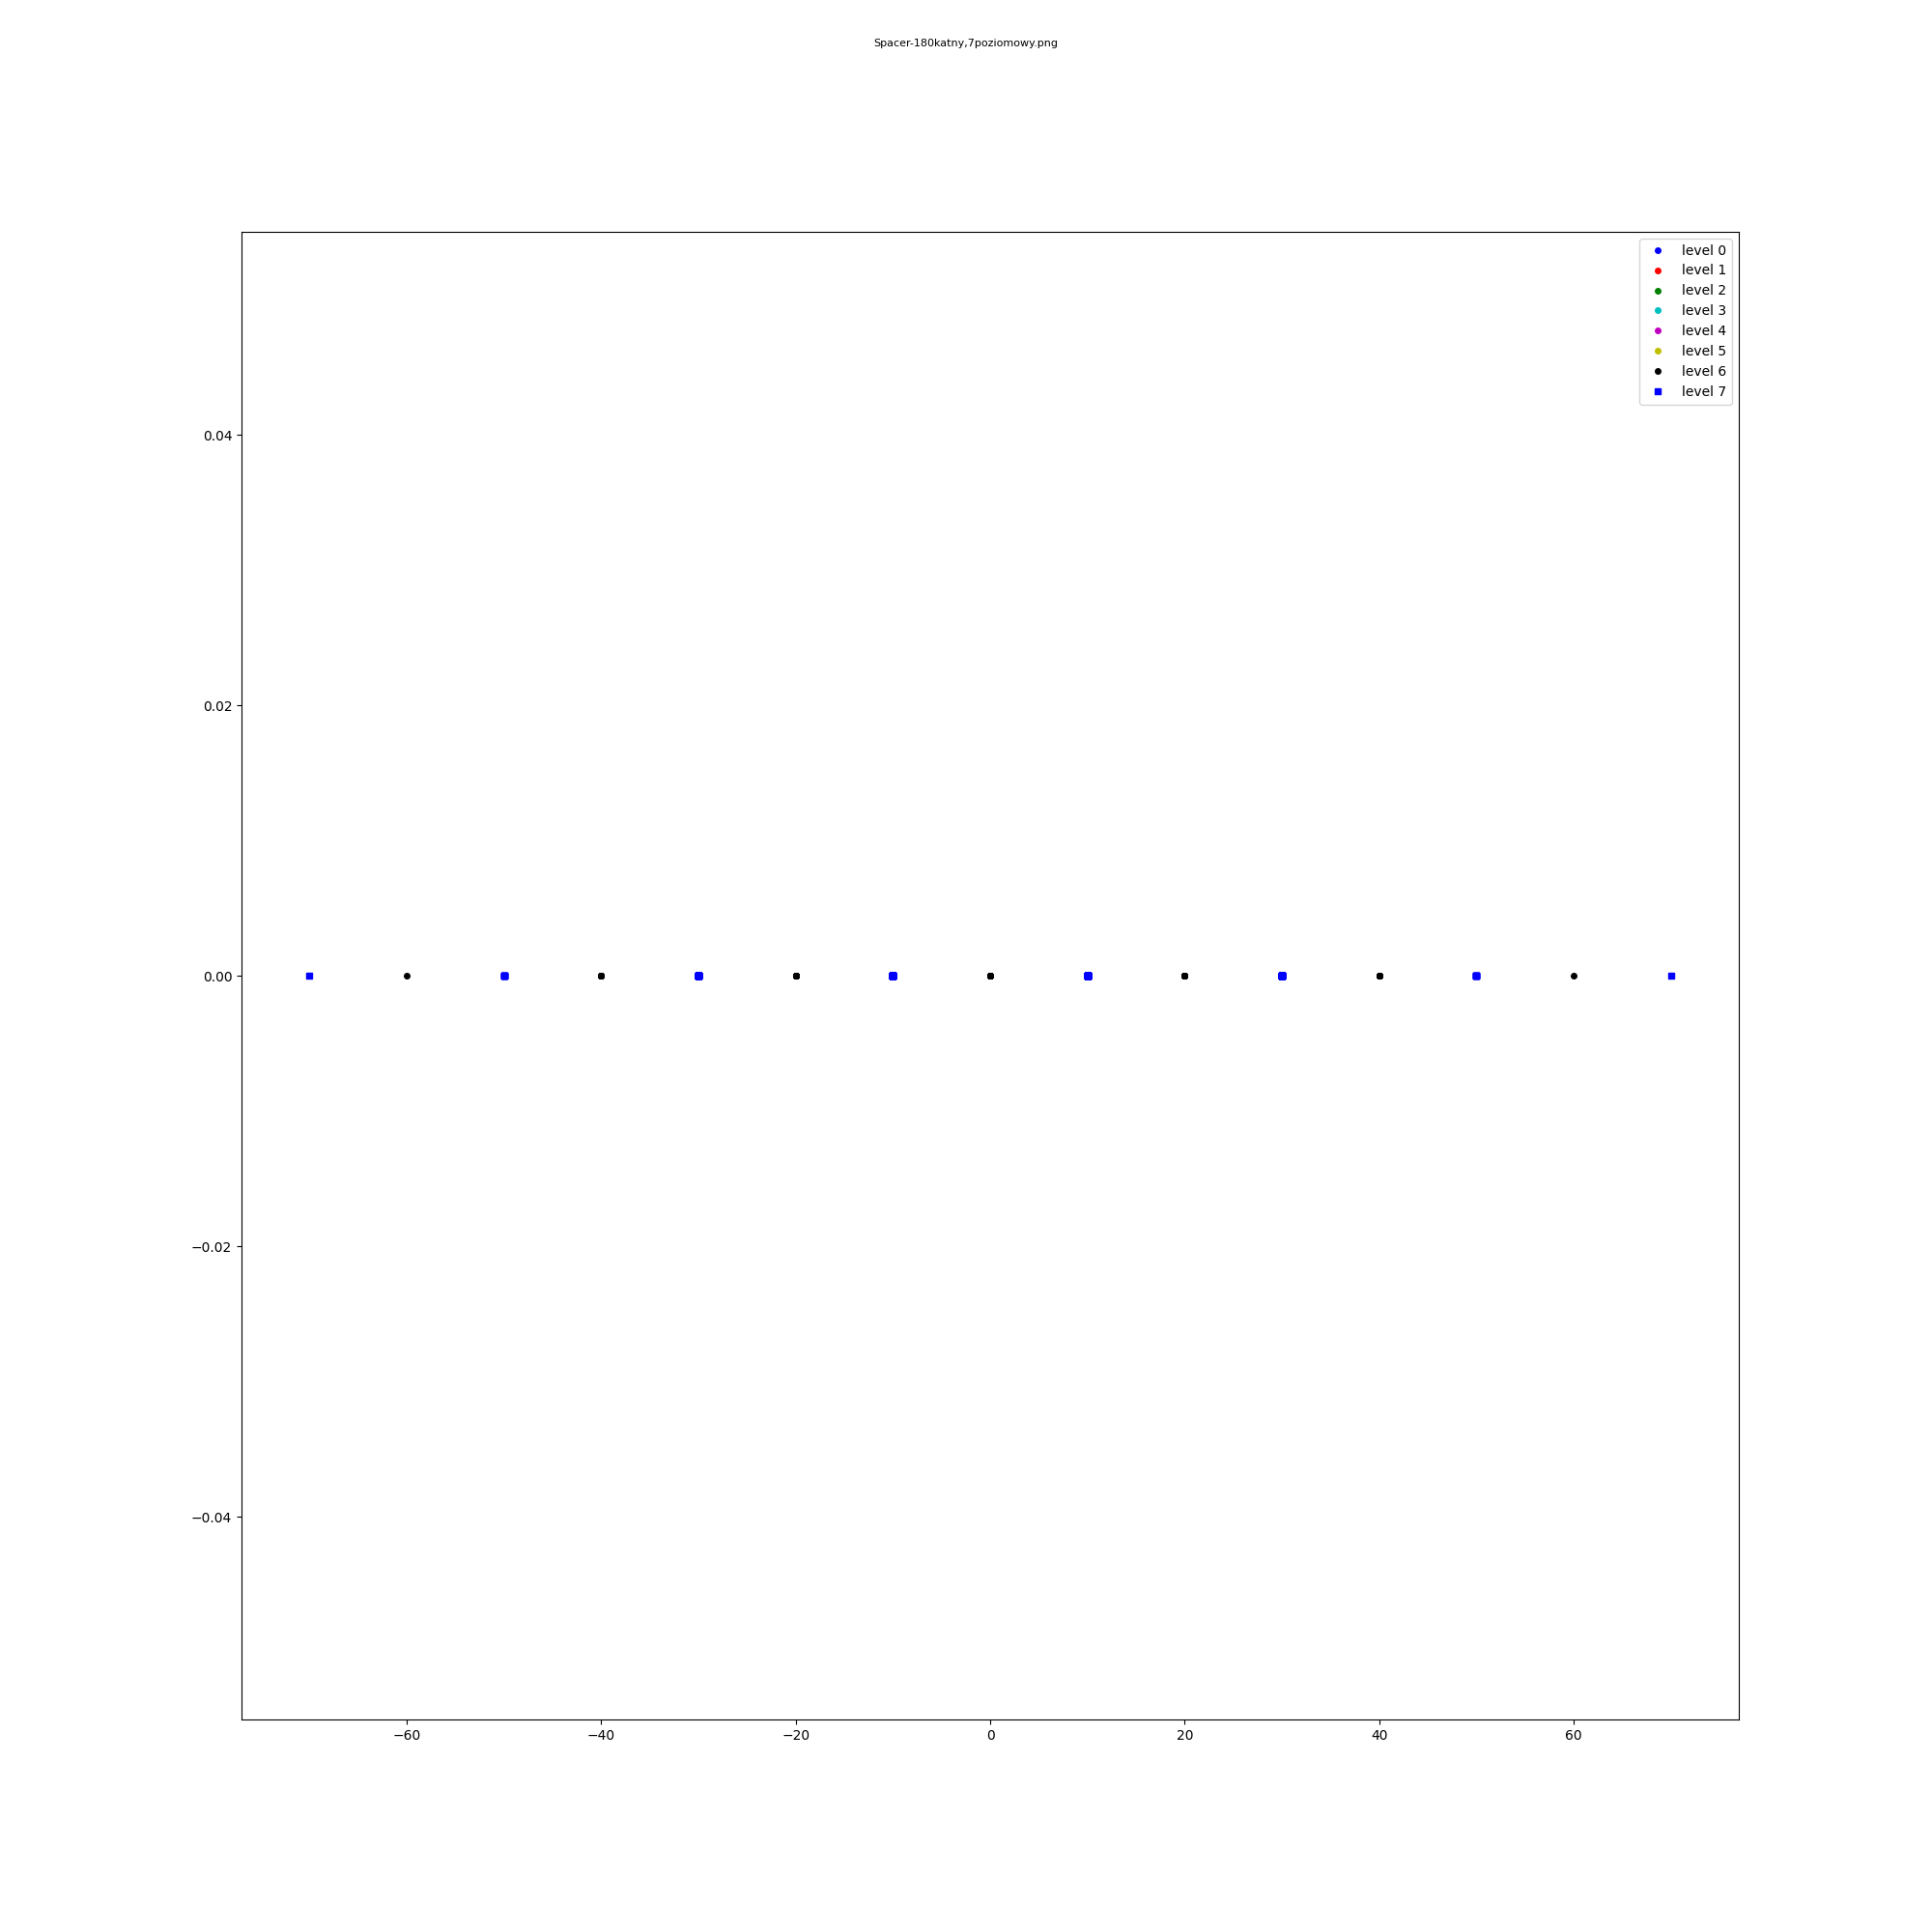 Spacer-180katny,7poziomowy.png
level 0
level 1
level 2
level 3
level 4
level 5
level 6
level 7
0.04
0.02
0.00
−0.02
−0.04
−60
−40
−20
0
20
40
60